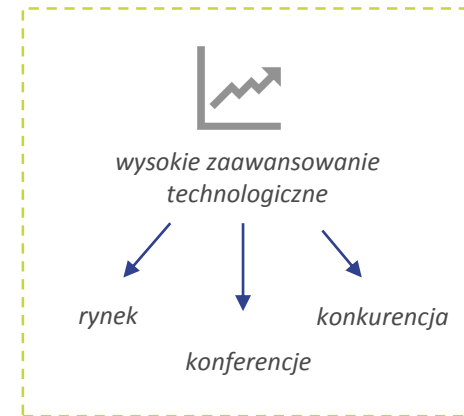 wysokie zaawansowanie
technologiczne
rynek
konkurencja
konferencje